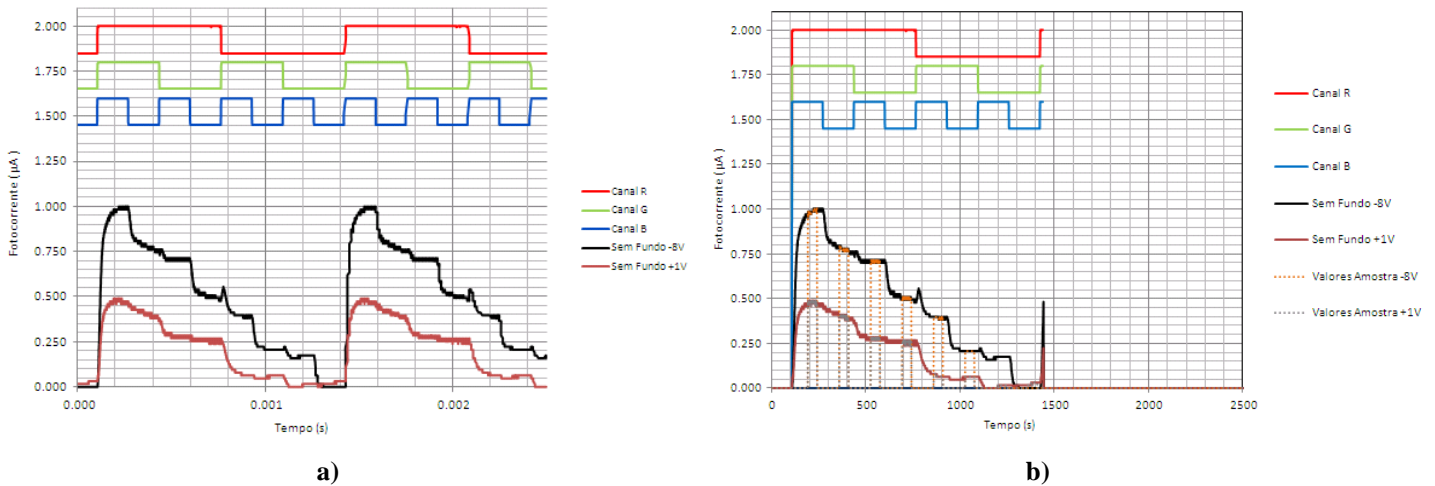 Fotocorrente ( µA )
2.000
1.750
1.500
1.250
1.000
0.750
0.500
0.250
0.000
0.000
0.001
0.002
Tempo (s)
Canal R
Canal G
Canal B
Sem Fundo -8V
Sem Fundo +1V
a)
Fotocorrente ( µA )
2.000
1.750
1.500
1.250
1.000
0.750
0.500
0.250
0.000
0
500
1000
1500
2000
2500
Tempo (s)
Canal R
Canal G
Canal B
Sem Fundo -8V
Sem Fundo +1V
Valores Amostra -8V
Valores Amostra +1V
b)